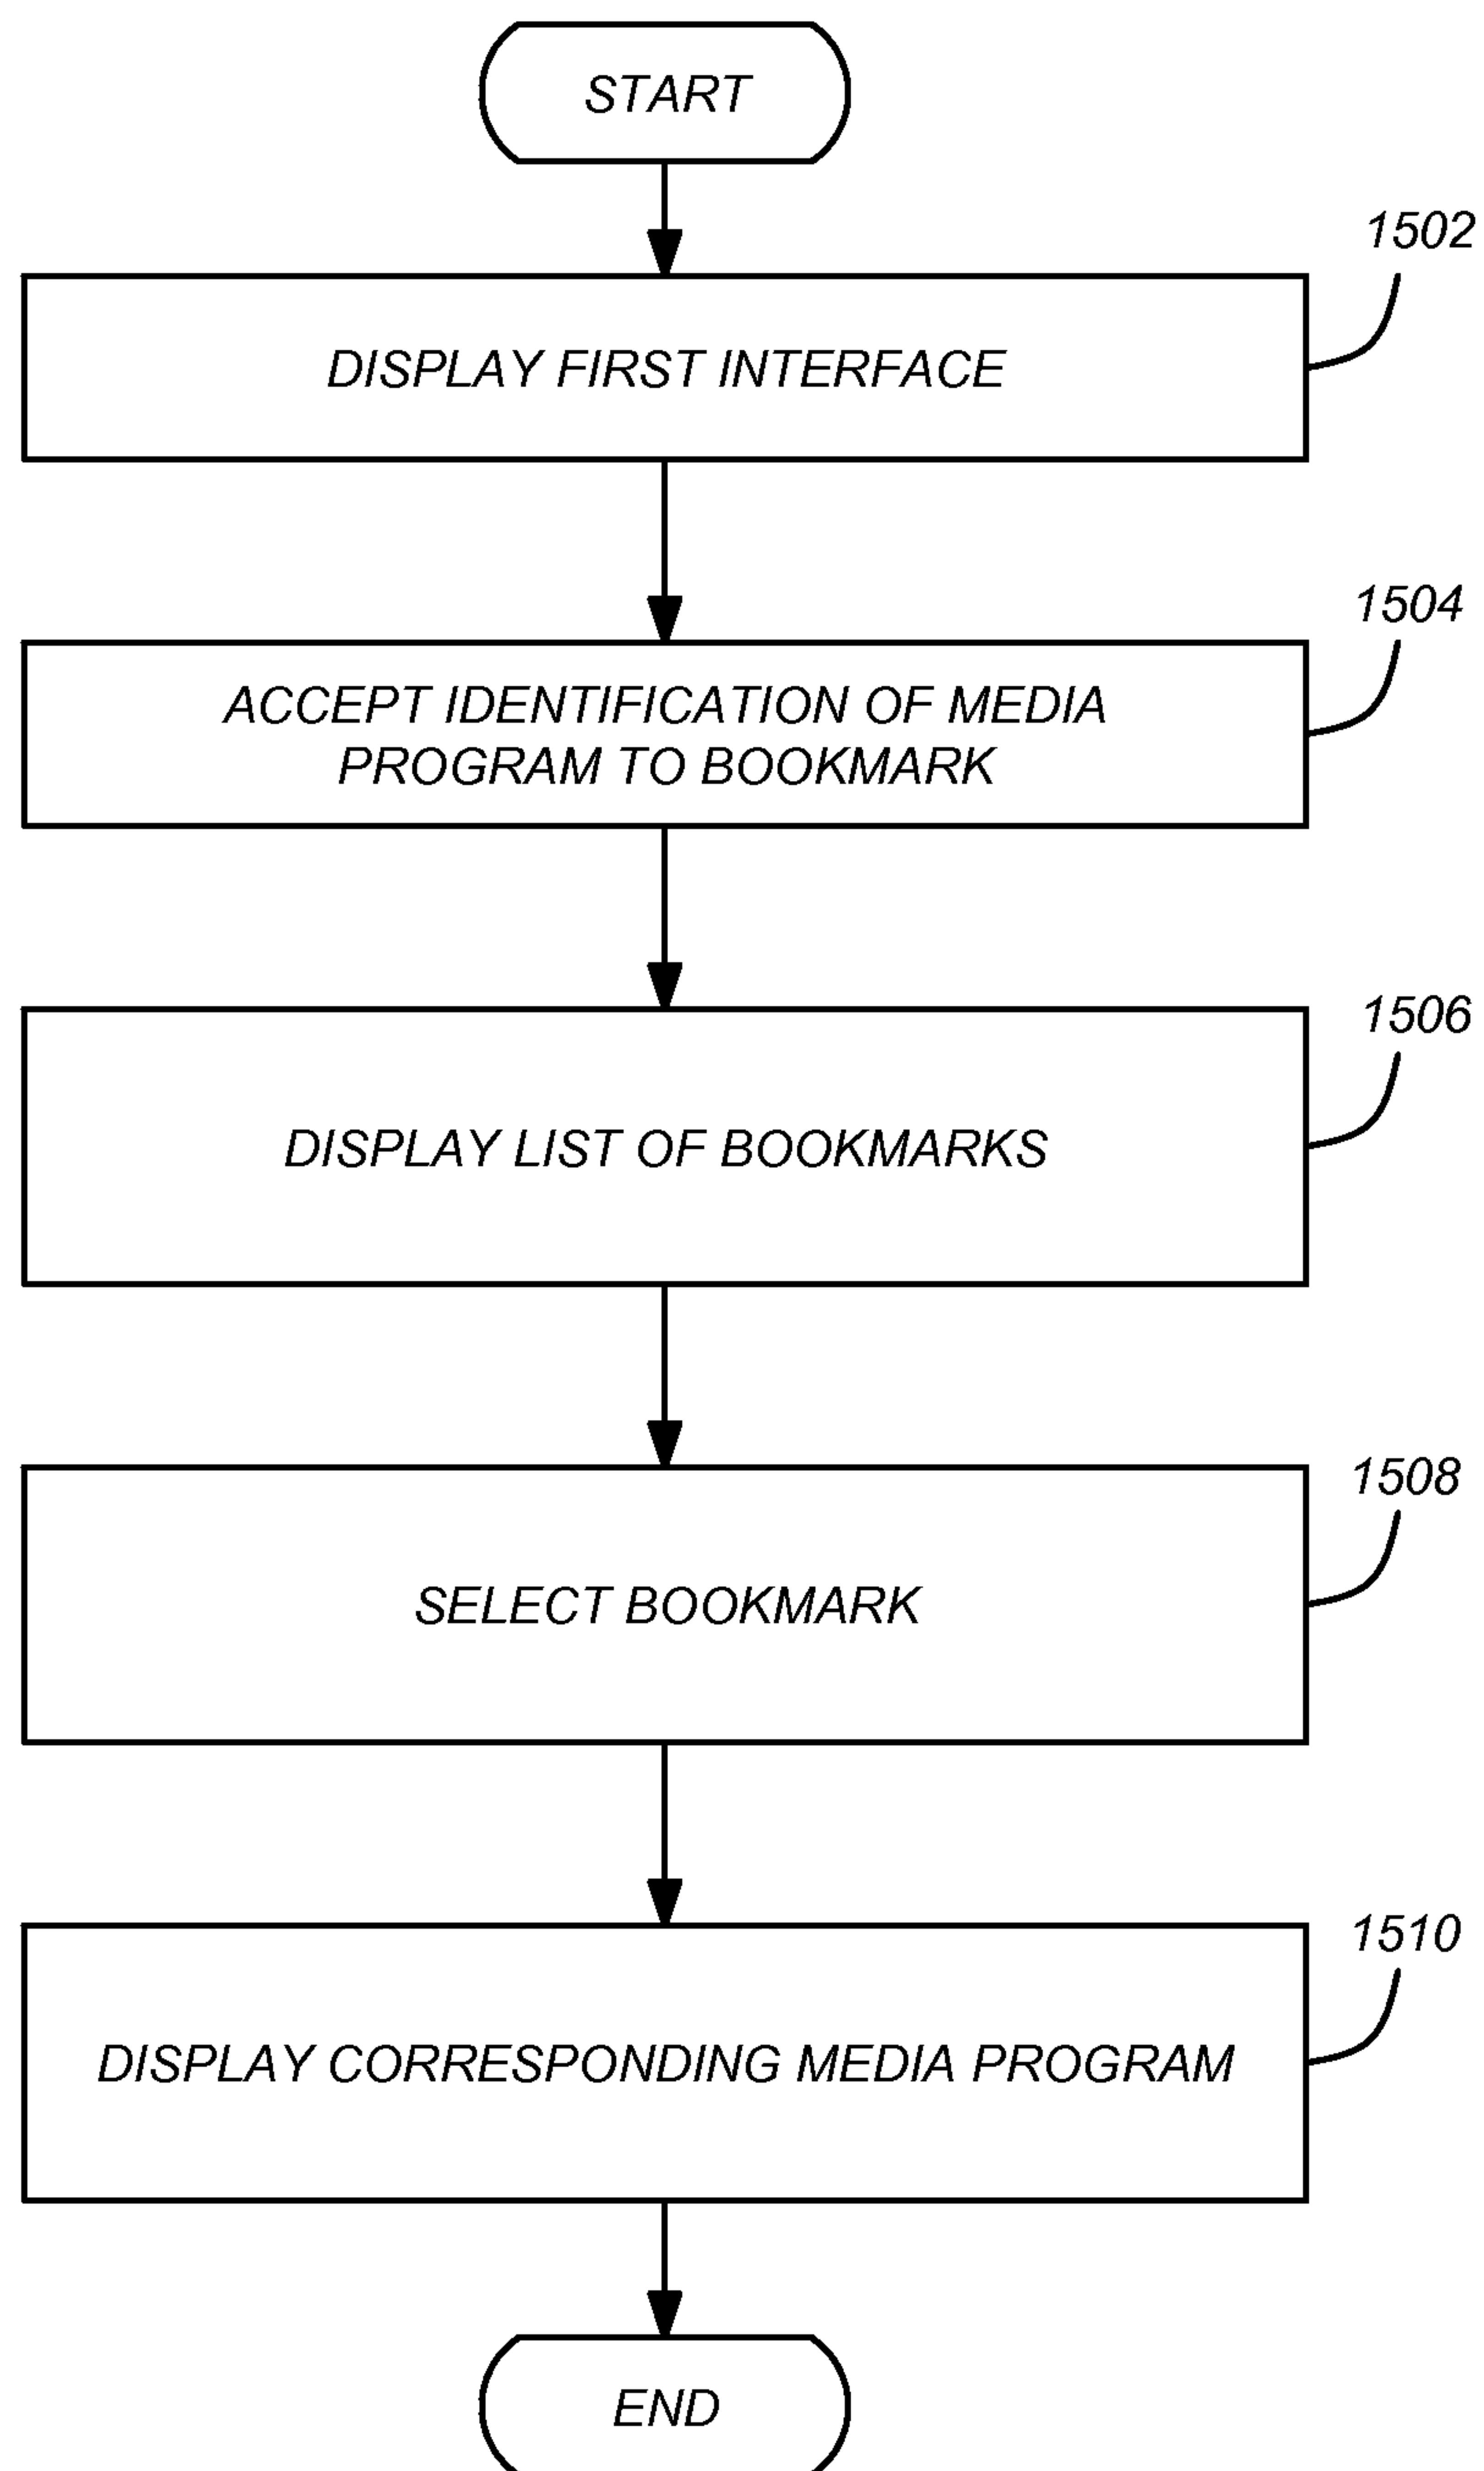 START
1502
DISPLAY FIRST INTERFACE
1504
ACCEPT IDENTIFICATION OF MEDIA
PROGRAM TO BOOKMARK
1506
DISPLAY LIST OF BOOKMARKS
1508
SELECT BOOKMARK
1510
DISPLAY CORRESPONDING MEDIA PROGRAM
END